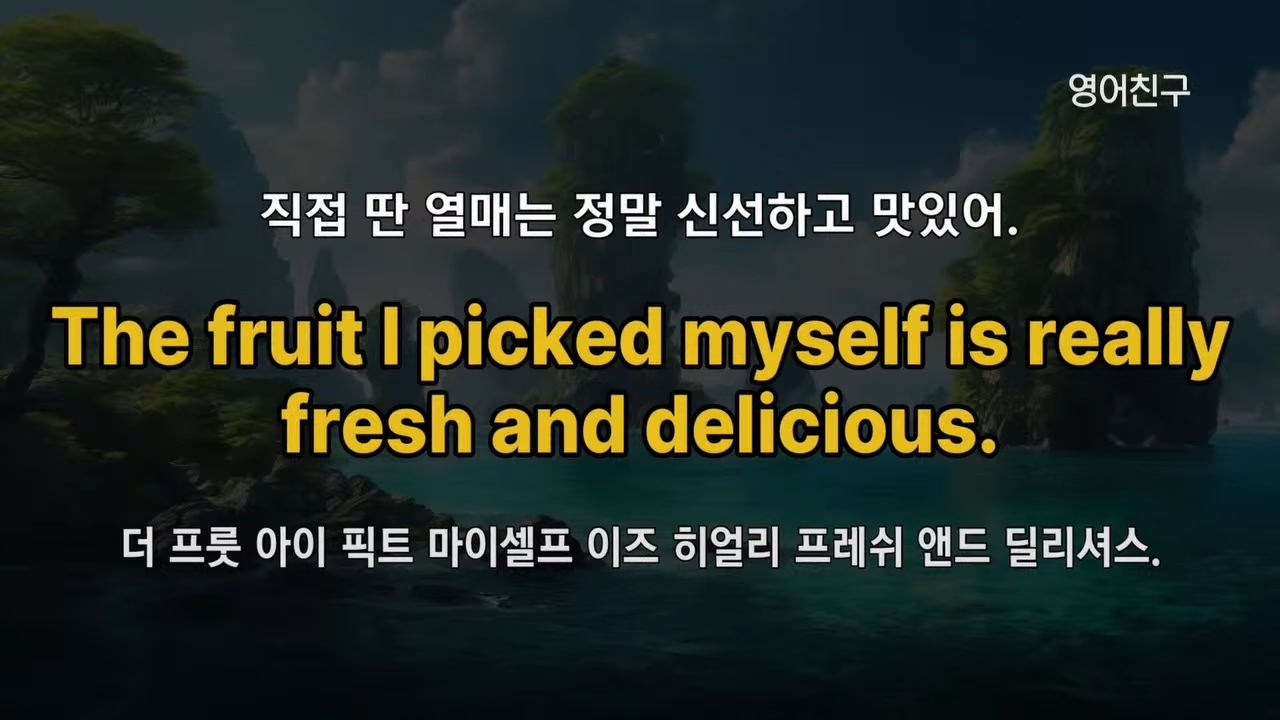 영어친구
직접 딴 열매는 정말 신선하고 맛있어.
The fruit I picked myself is really
fresh and delicious.
더 프룻 아이 픽트 마이셀프 이즈 히얼리 프레쉬 앤드 딜리셔스.